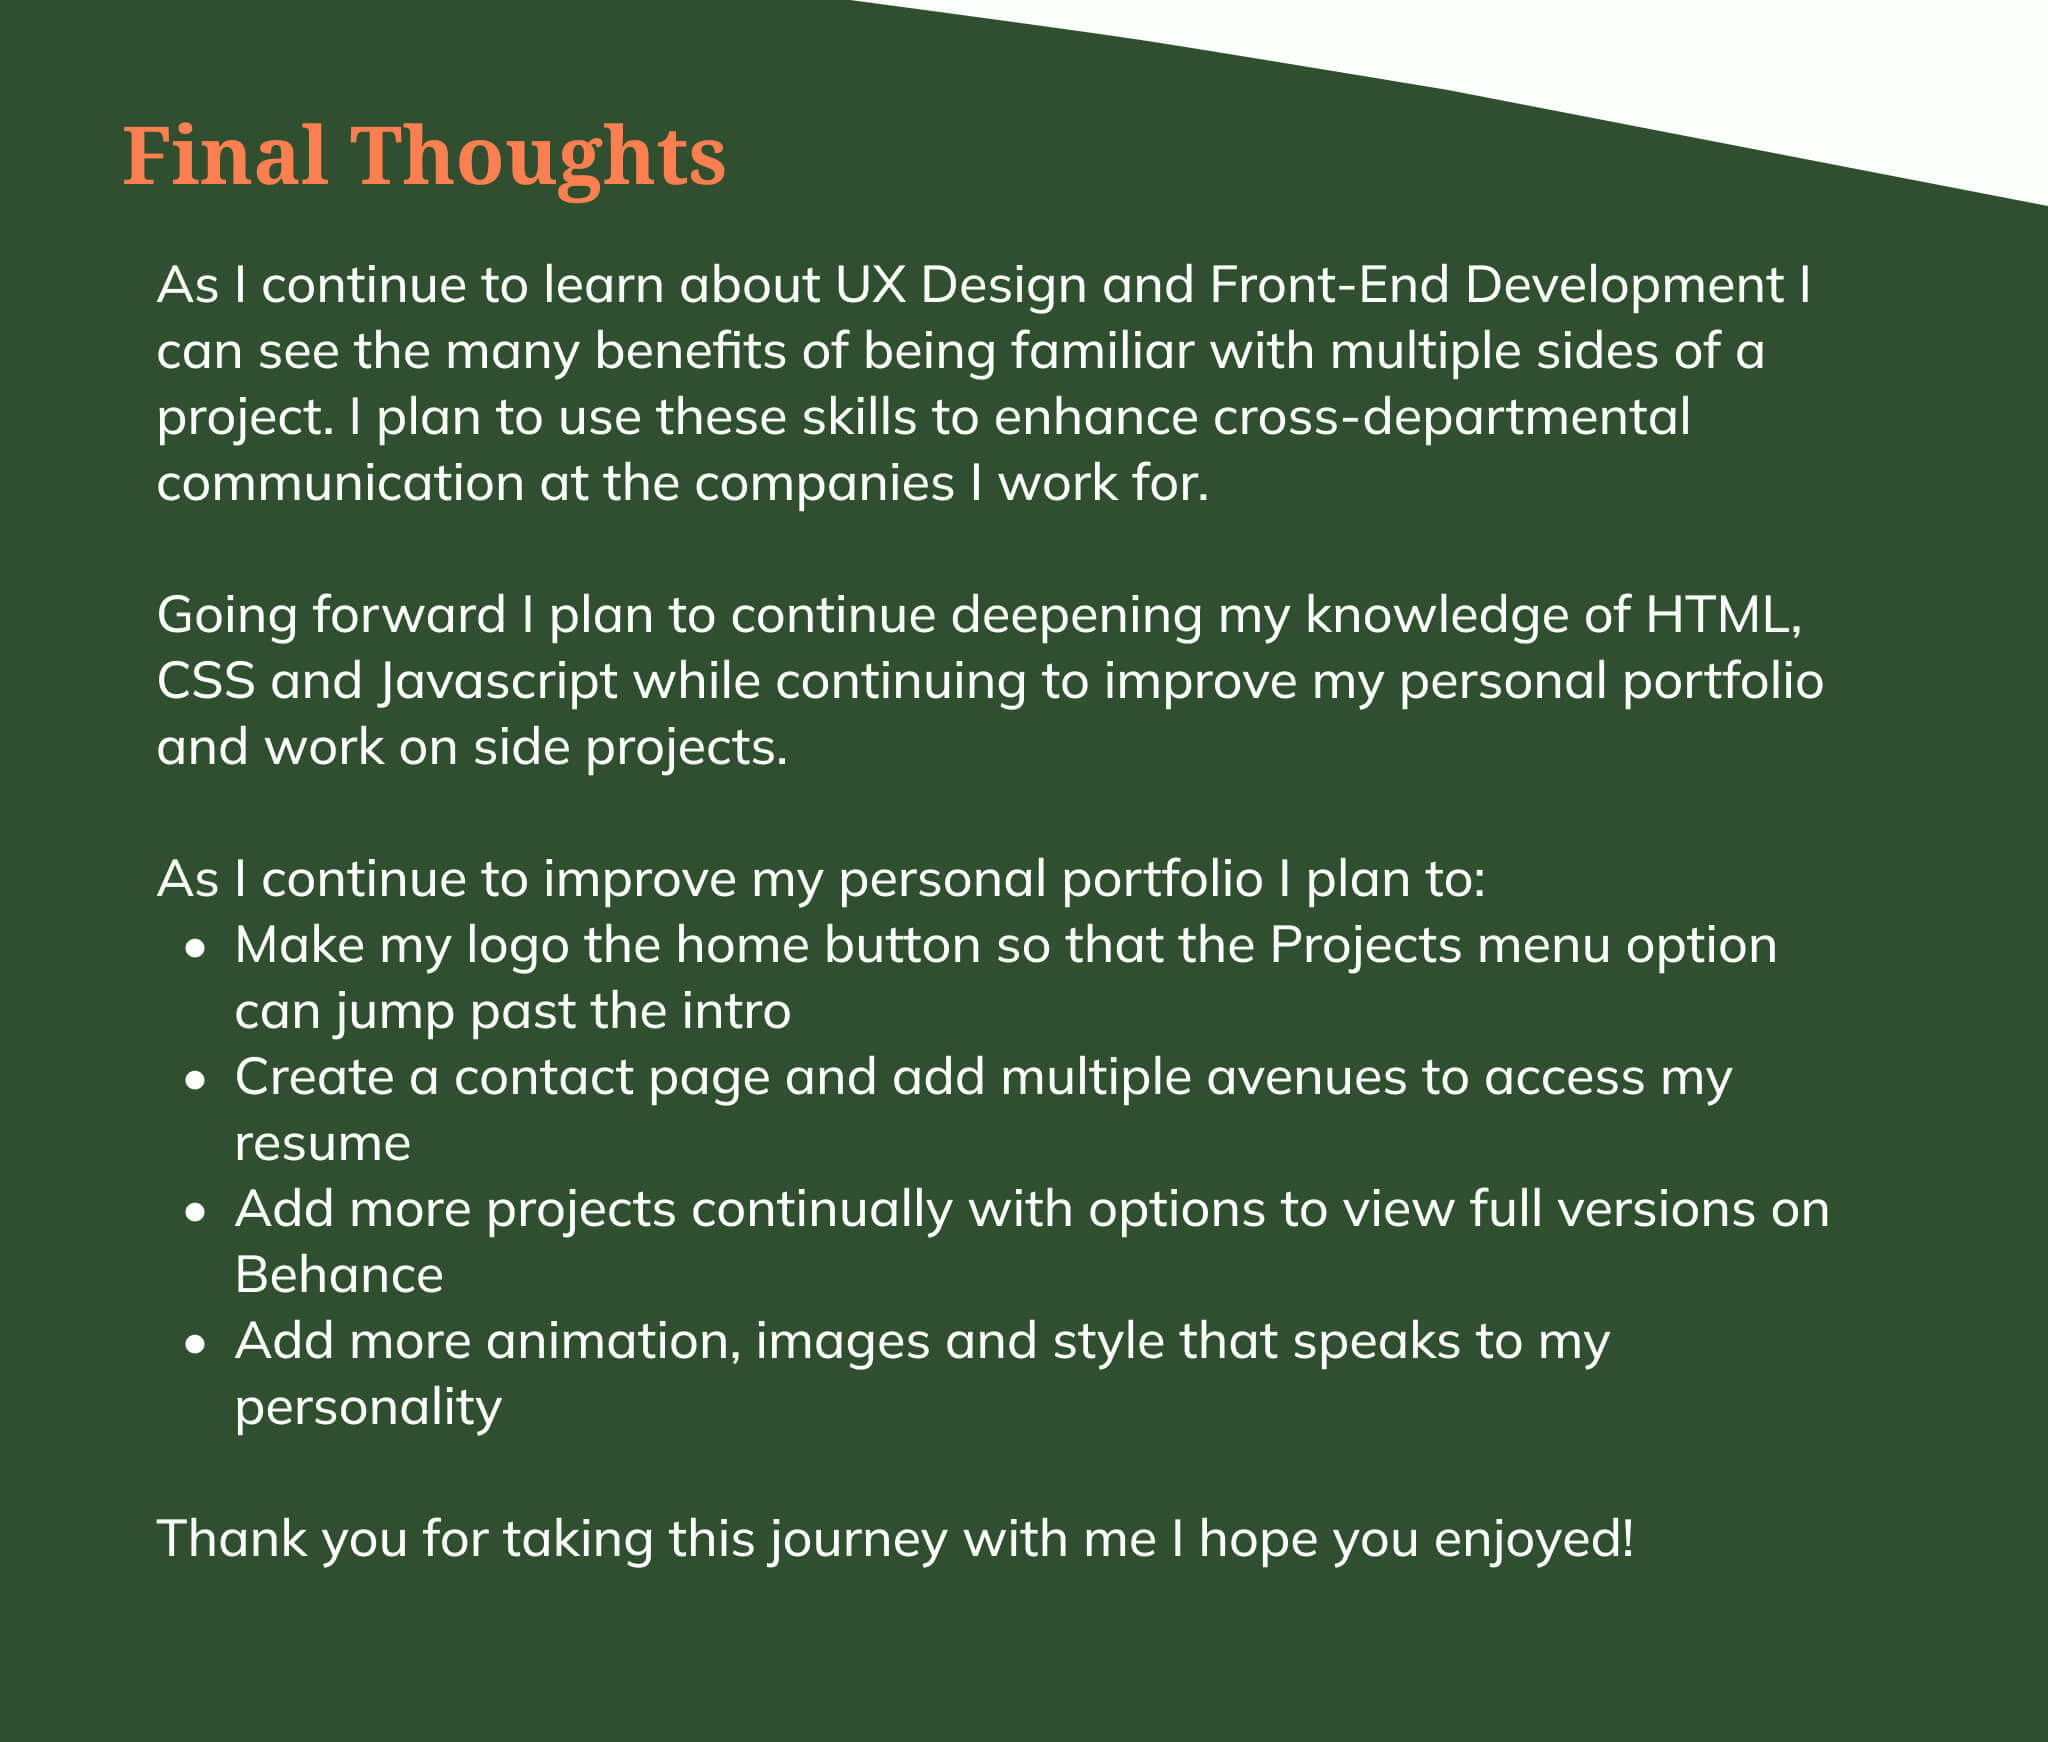 Final Thoughts
As I continue to learn about UX Design and Front-End Development I
can see the many benefits of being familiar with multiple sides of a
project. I plan to use these skills to enhance cross-departmental
communication at the companies I work for.
Going forward I plan to continue deepening my knowledge of HTML,
CSS and Javascript while continuing to improve my personal portfolio
and work on side projects.
As I continue to improve my personal portfolio I plan to:
• Make my logo the home button so that the Projects menu option
can jump past the intro
• Create a contact page and add multiple avenues to access my
resume
• Add more projects continually with options to view full versions on
Behance
• Add more animation, images and style that speaks to my
personality
Thank you for taking this journey with me I hope you enjoyed!